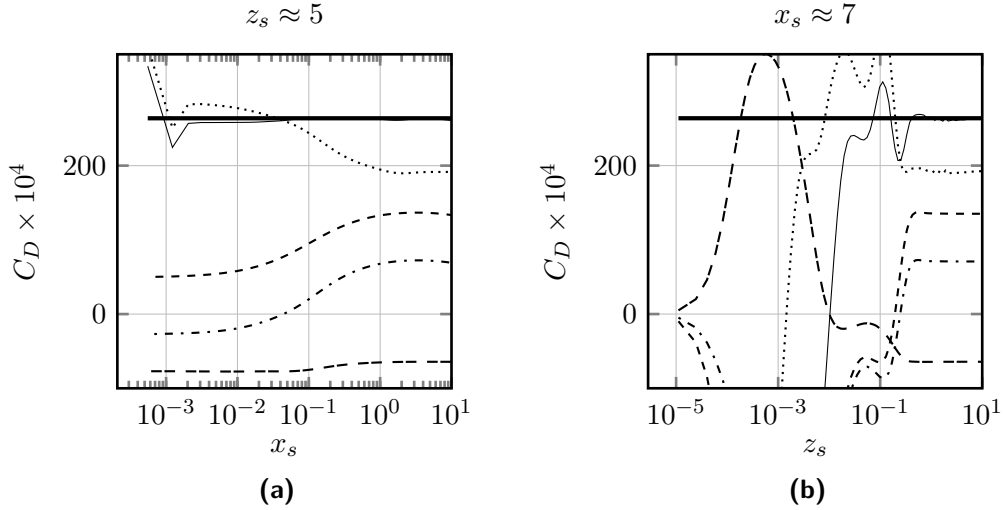 z_s ≈ 5
x_s ≈ 7
C_D × 10^4
200
0
10^{-3} 10^{-2} 10^{-1} 10^0 10^1
x_s
(a)
C_D × 10^4
200
0
10^{-5} 10^{-3} 10^{-1} 10^1
z_s
(b)